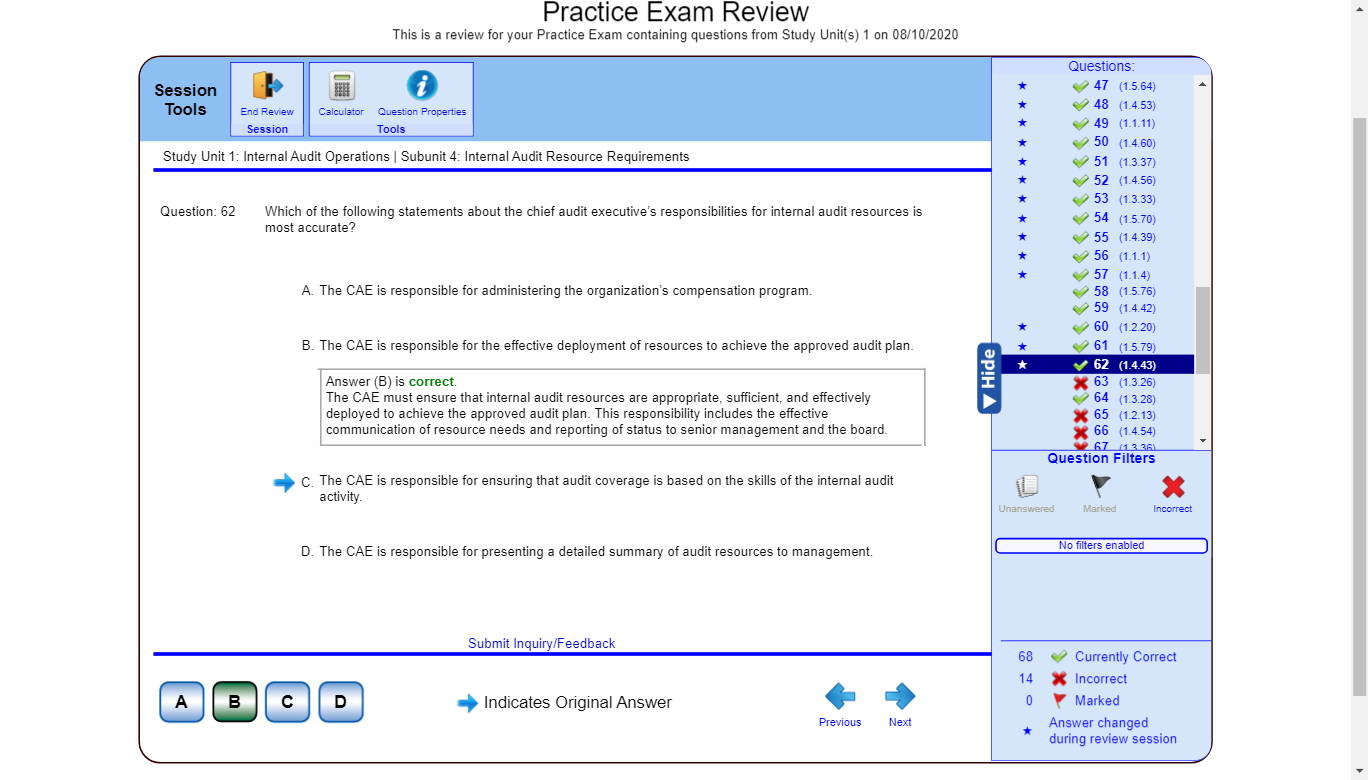 Practice Exam Review
This is a review for your Practice Exam containing questions from Study Unit(s) 1 on 08/10/2020
Session
Tools
End Review
Session
Calculator
Question Properties
Tools
Study Unit 1: Internal Audit Operations | Subunit 4: Internal Audit Resource Requirements
Question: 62
Which of the following statements about the chief audit executive's responsibilities for internal audit resources is
most accurate?
A. The CAE is responsible for administering the organization's compensation program.
B. The CAE is responsible for the effective deployment of resources to achieve the approved audit plan.
Answer (B) is correct.
The CAE must ensure that internal audit resources are appropriate, sufficient, and effectively
deployed to achieve the approved audit plan. This responsibility includes the effective
communication of resource needs and reporting of status to senior management and the board.
C. The CAE is responsible for ensuring that audit coverage is based on the skills of the internal audit
activity.
D. The CAE is responsible for presenting a detailed summary of audit resources to management.
Submit Inquiry/Feedback
A
B
C
D
Indicates Original Answer
Previous
Next
Questions:
47 (1.5.64)
48 (1.4.53)
49 (1.1.11)
50 (1.4.60)
51 (1.3.37)
52 (1.4.56)
53 (1.3.33)
54 (1.5.70)
55 (1.4.39)
56 (1.1.1)
57 (1.1.4)
58 (1.5.76)
59 (1.4.42)
60 (1.2.20)
61 (1.5.79)
62 (1.4.43)
63 (1.3.26)
64 (1.3.28)
65 (1.2.13)
66 (1.4.54)
67 (1.3.36)
Hide
Question Filters
Unanswered
Marked
Incorrect
No filters enabled
68 Currently Correct
14 Incorrect
0 Marked
Answer changed
during review session